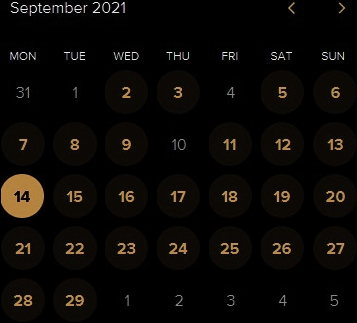 September 2021
MON TUE WED THU FRI SAT SUN
31 1 2 3 4 5 6
7 8 9 10 11 12 13
14 15 16 17 18 19 20
21 22 23 24 25 26 27
28 29 1 2 3 4 5